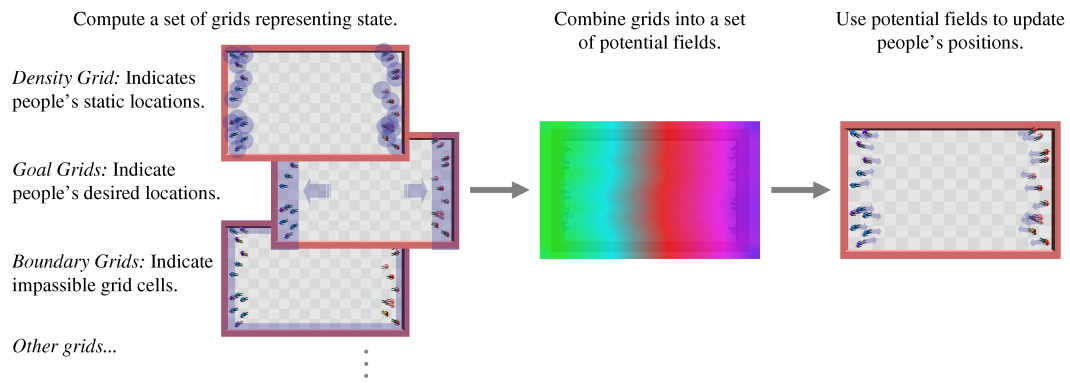 Compute a set of grids representing state.
Density Grid: Indicates
people's static locations.
Goal Grids: Indicate
people's desired locations.
Boundary Grids: Indicate
impassible grid cells.
Other grids...
Combine grids into a set
of potential fields.
Use potential fields to update
people's positions.